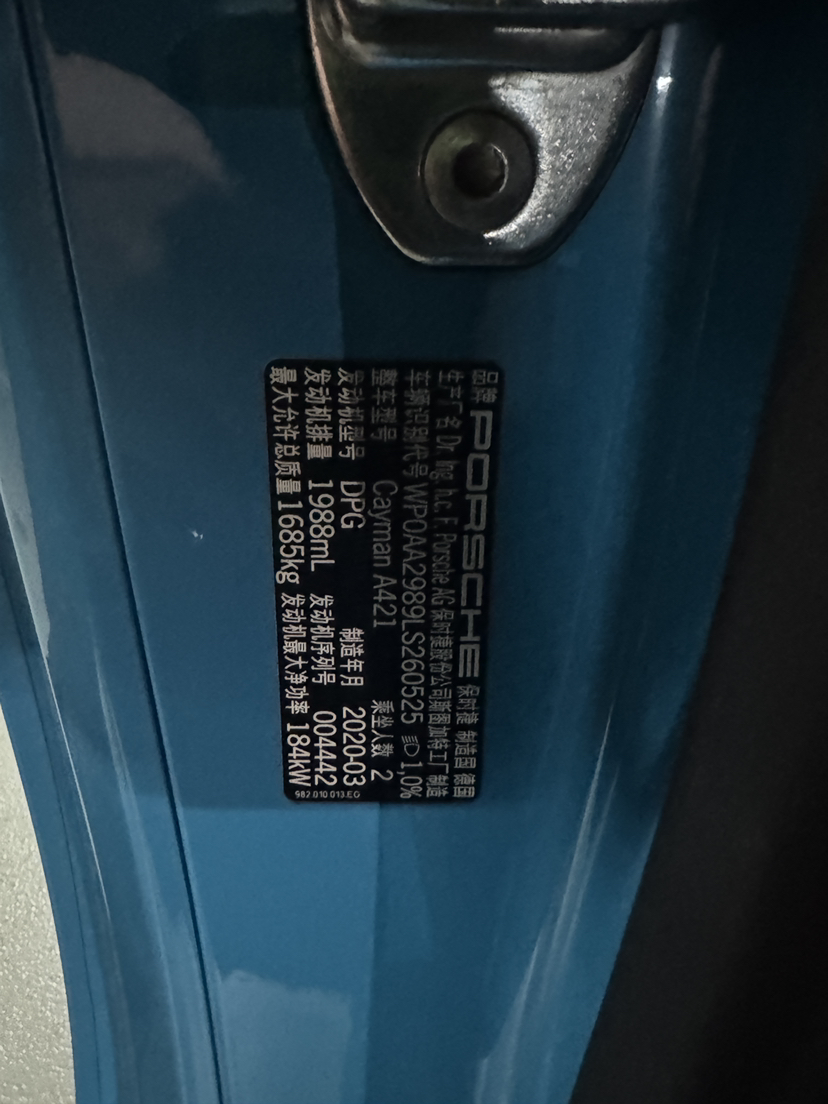 品牌 PORSCHE 保时捷 制造国 德国
生产厂名 Dr. Ing. h.c. F. Porsche AG 保时捷股份公司斯图加特工厂制造
车辆识别代号 WP0AA2989LS260525 1,0%
整车型号 Cayman A421 乘坐人数 2
发动机型号 DPG 制造年月 2020-03
发动机排量 1988mL 发动机序列号 004442
最大允许总质量 1685kg 发动机最大净功率 184kW
982.010.013.EG